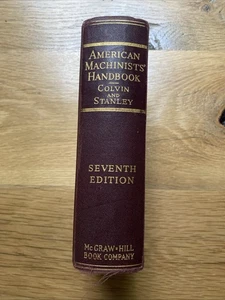 AMERICAN
MACHINISTS'
HANDBOOK
COLVIN
AND
STANLEY
SEVENTH
EDITION
McGRAW·HILL
BOOK COMPANY